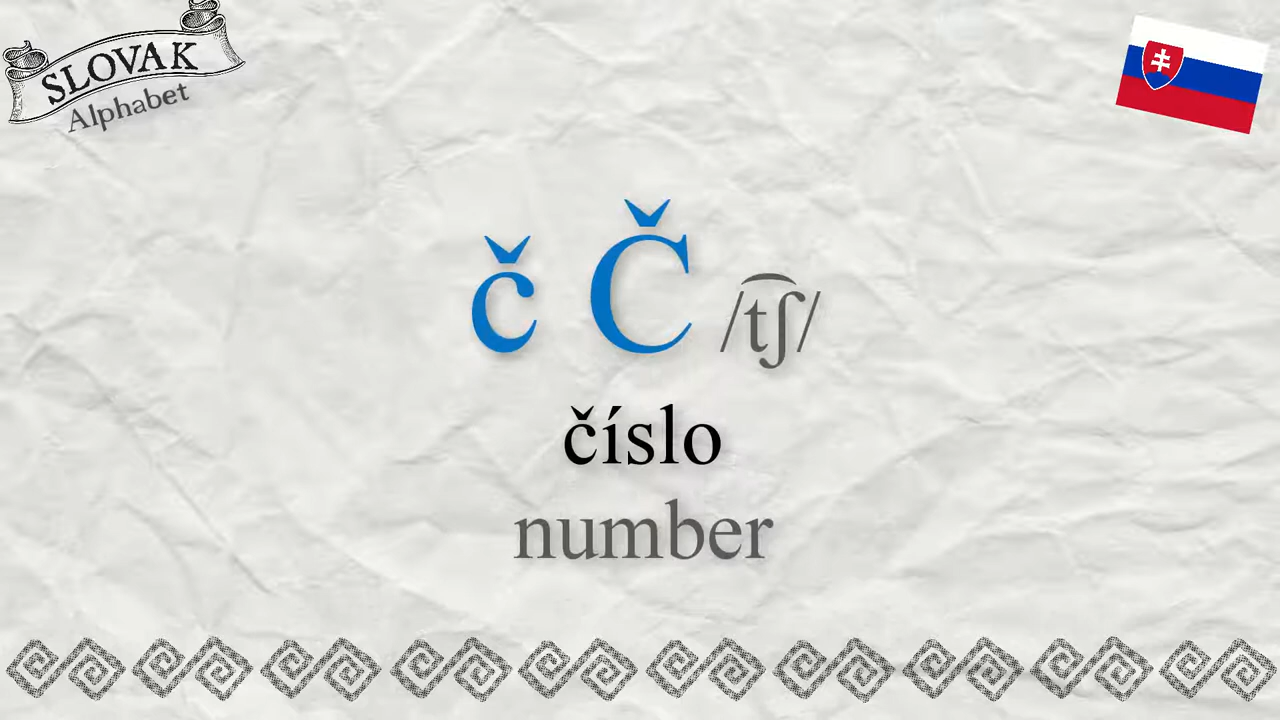 SLOVAK
Alphabet
č Č /t͡ʃ/
číslo
number